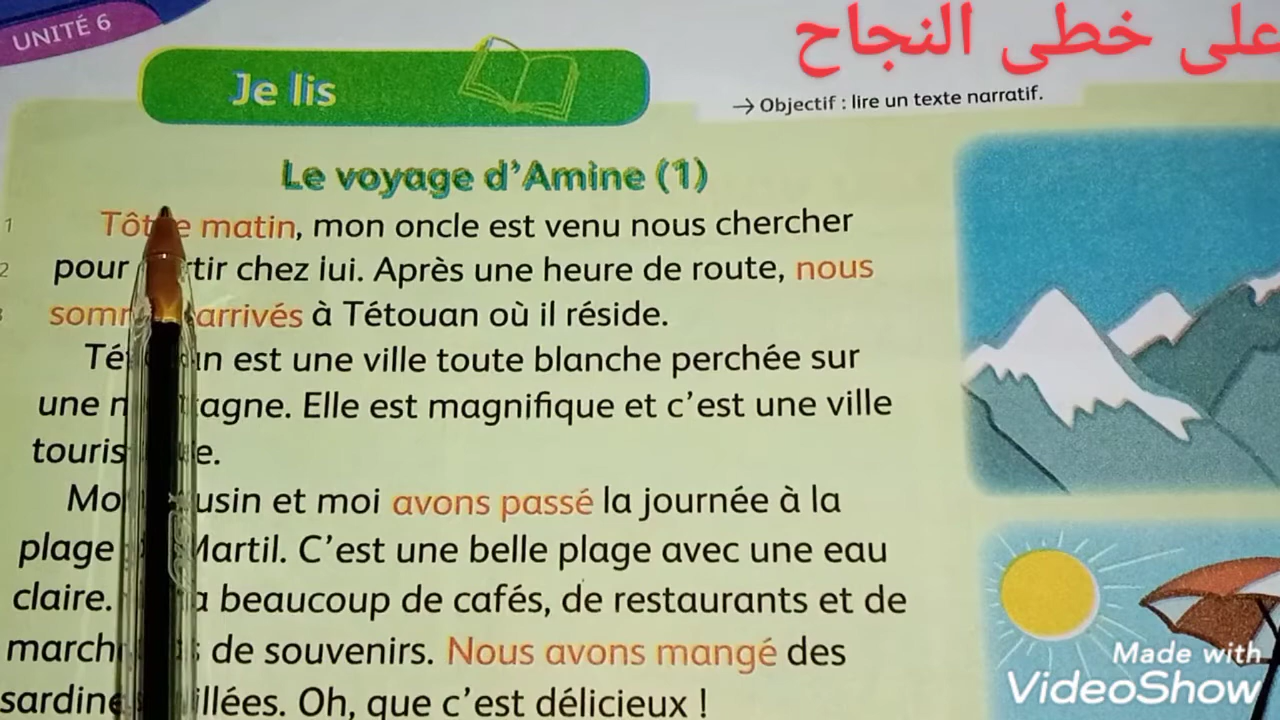 UNITÉ 6
على خطى النجاح
Je lis
→ Objectif : lire un texte narratif.
Le voyage d'Amine (1)
1 matin, mon oncle est venu nous chercher
2 pour chez lui. Après une heure de route, nous
3 arrivés à Tétouan où il réside.
est une ville toute blanche perchée sur
une Elle est magnifique et c'est une ville
et moi avons passé la journée à la
plage Martil. C'est une belle plage avec une eau
claire. beaucoup de cafés, de restaurants et de
de souvenirs. Nous avons mangé des
Oh, que c'est délicieux !
Made with
VideoShow